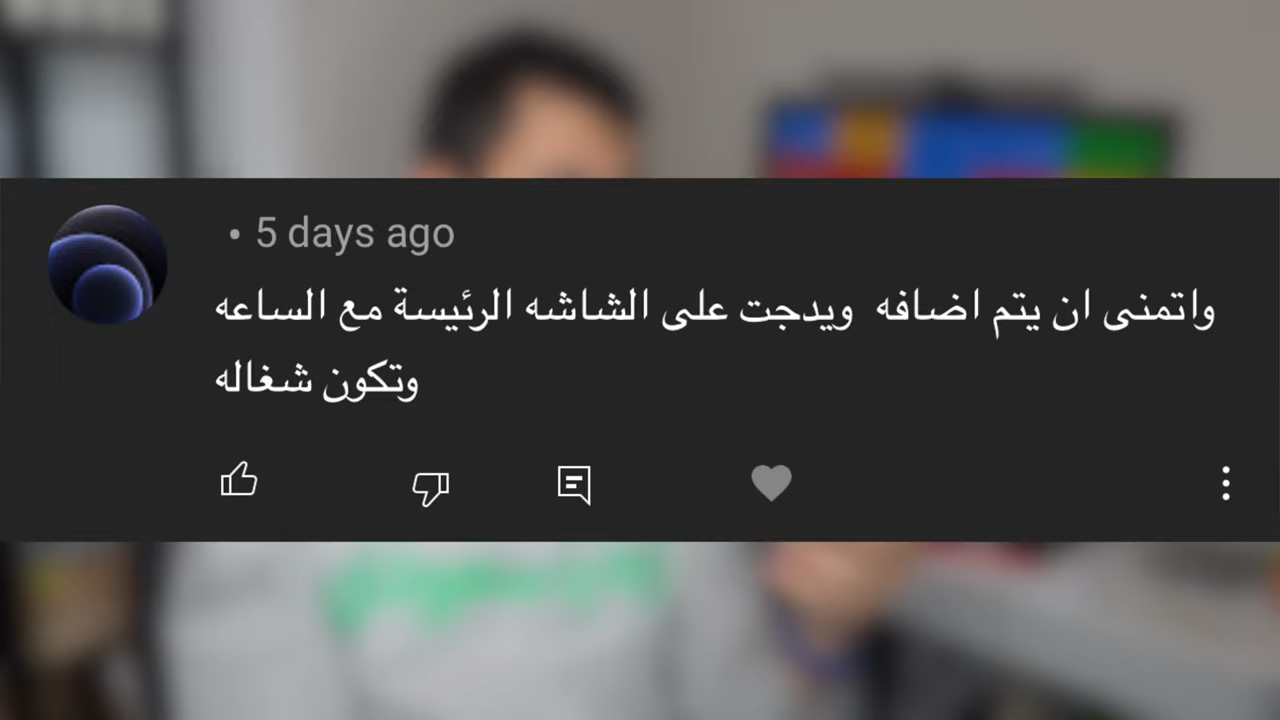 • 5 days ago
واتمنى ان يتم اضافه ويدجت على الشاشه الرئيسة مع الساعه
وتكون شغاله